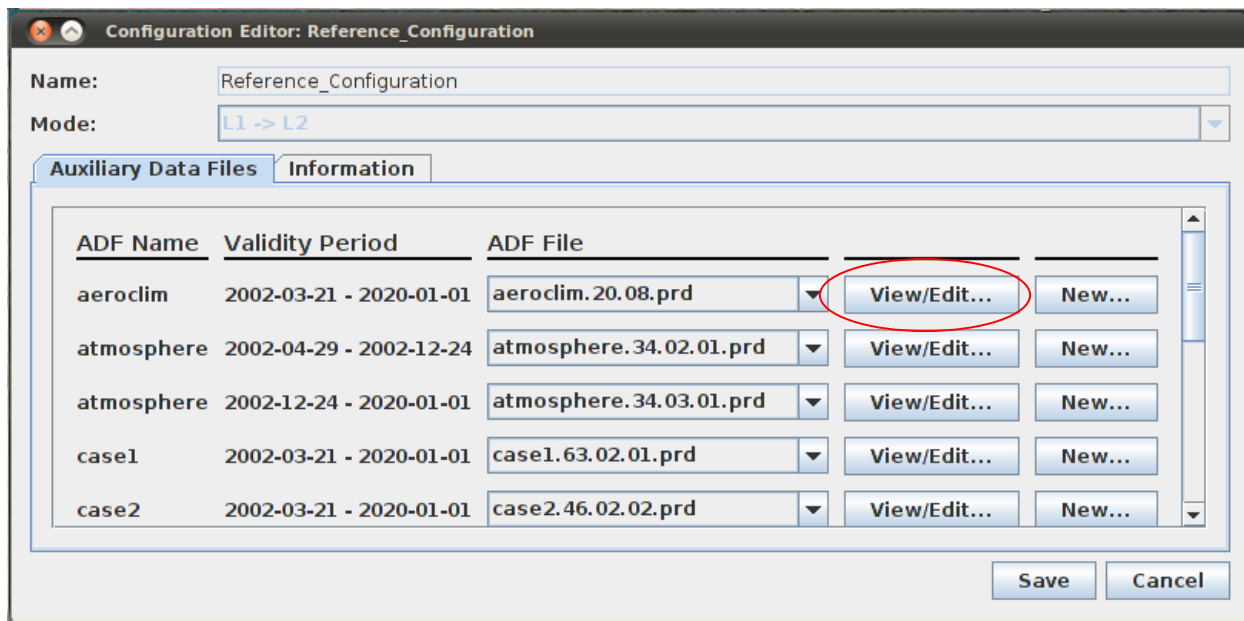 Configuration Editor: Reference_Configuration
Name: Reference_Configuration
Mode: L1 -> L2
Auxiliary Data Files Information
ADF Name Validity Period ADF File
aeroclim 2002-03-21 - 2020-01-01 aeroclim.20.08.prd View/Edit... New...
atmosphere 2002-04-29 - 2002-12-24 atmosphere.34.02.01.prd View/Edit... New...
atmosphere 2002-12-24 - 2020-01-01 atmosphere.34.03.01.prd View/Edit... New...
case1 2002-03-21 - 2020-01-01 case1.63.02.01.prd View/Edit... New...
case2 2002-03-21 - 2020-01-01 case2.46.02.02.prd View/Edit... New...
Save Cancel